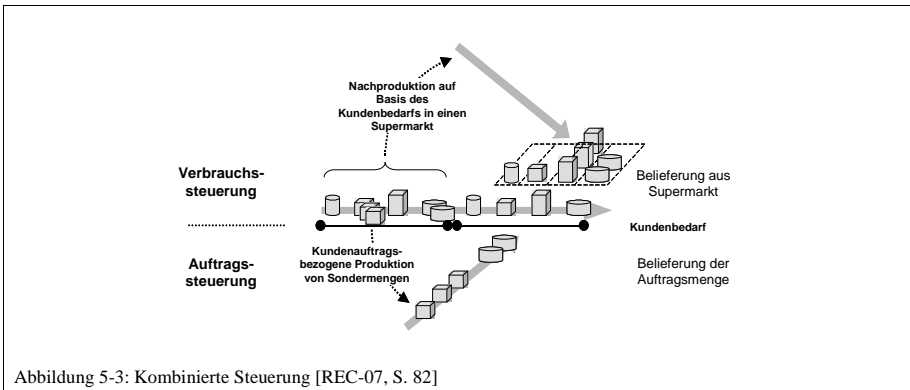 Nachproduktion auf
Basis des
Kundenbedarfs in einen
Supermarkt
Verbrauchs-
steuerung
Belieferung aus
Supermarkt
Kundenbedarf
Auftrags-
steuerung
Kundenauftrags-
bezogene Produktion
von Sondermengen
Belieferung der
Auftragsmenge
Abbildung 5-3: Kombinierte Steuerung [REC-07, S. 82]